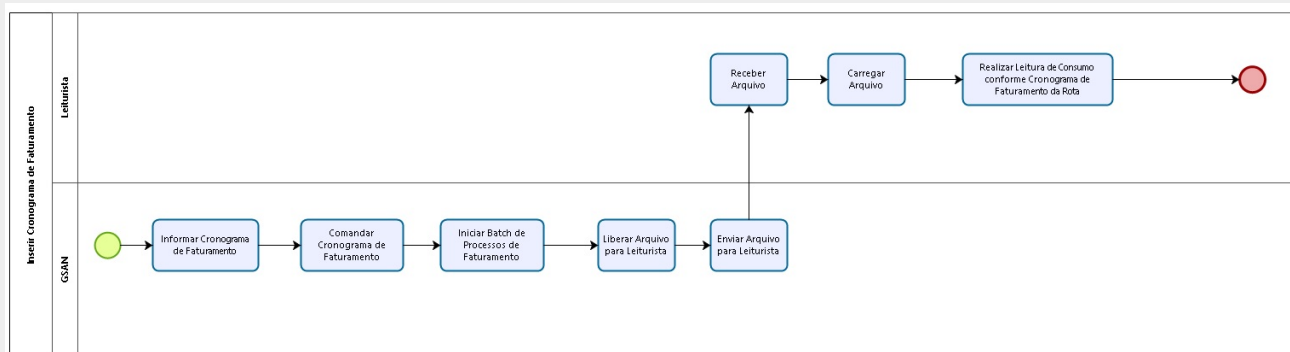 Inserir Cronograma de Faturamento
Leiturista
Receber
Arquivo
Carregar
Arquivo
Realizar Leitura de Consumo
conforme Cronograma de
Faturamento da Rota
GSAN
Informar Cronograma
de Faturamento
Comandar
Cronograma de
Faturamento
Iniciar Batch de
Processos de
Faturamento
Liberar Arquivo
para Leiturista
Enviar Arquivo
para Leiturista